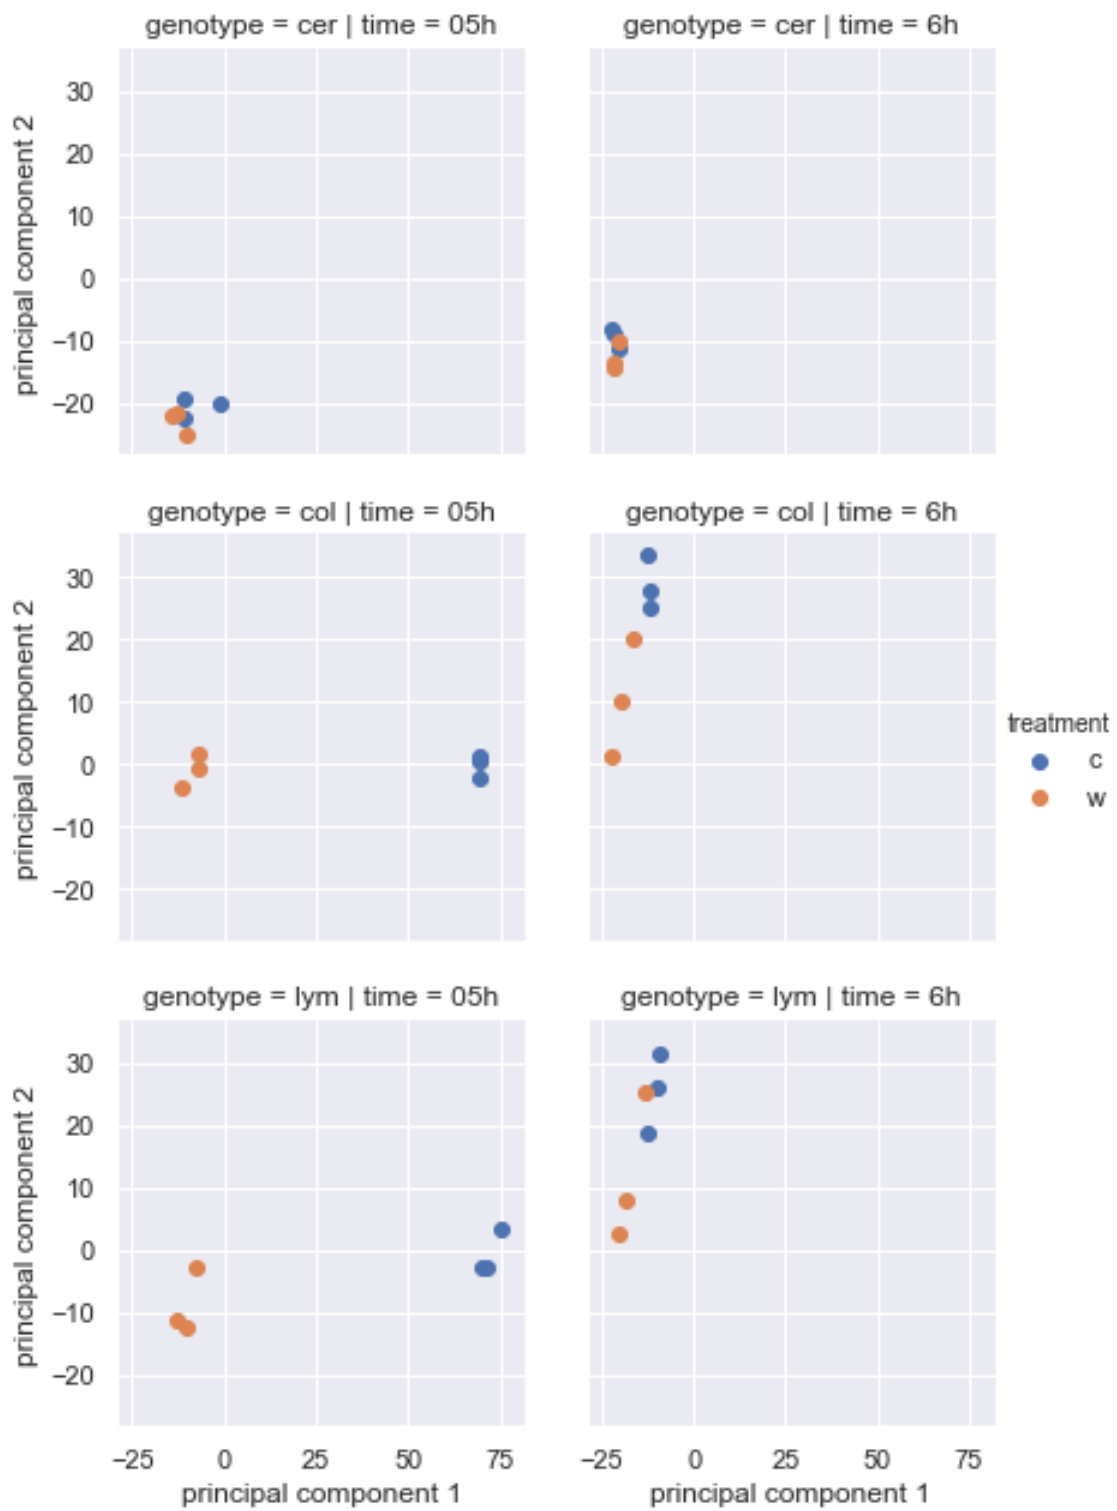 genotype = cer | time = 05h
genotype = cer | time = 6h
principal component 2
30
20
10
0
−10
−20
genotype = col | time = 05h
genotype = col | time = 6h
principal component 2
30
20
10
0
−10
−20
treatment
c
w
genotype = lym | time = 05h
genotype = lym | time = 6h
principal component 2
30
20
10
0
−10
−20
−25 0 25 50 75
−25 0 25 50 75
principal component 1
principal component 1